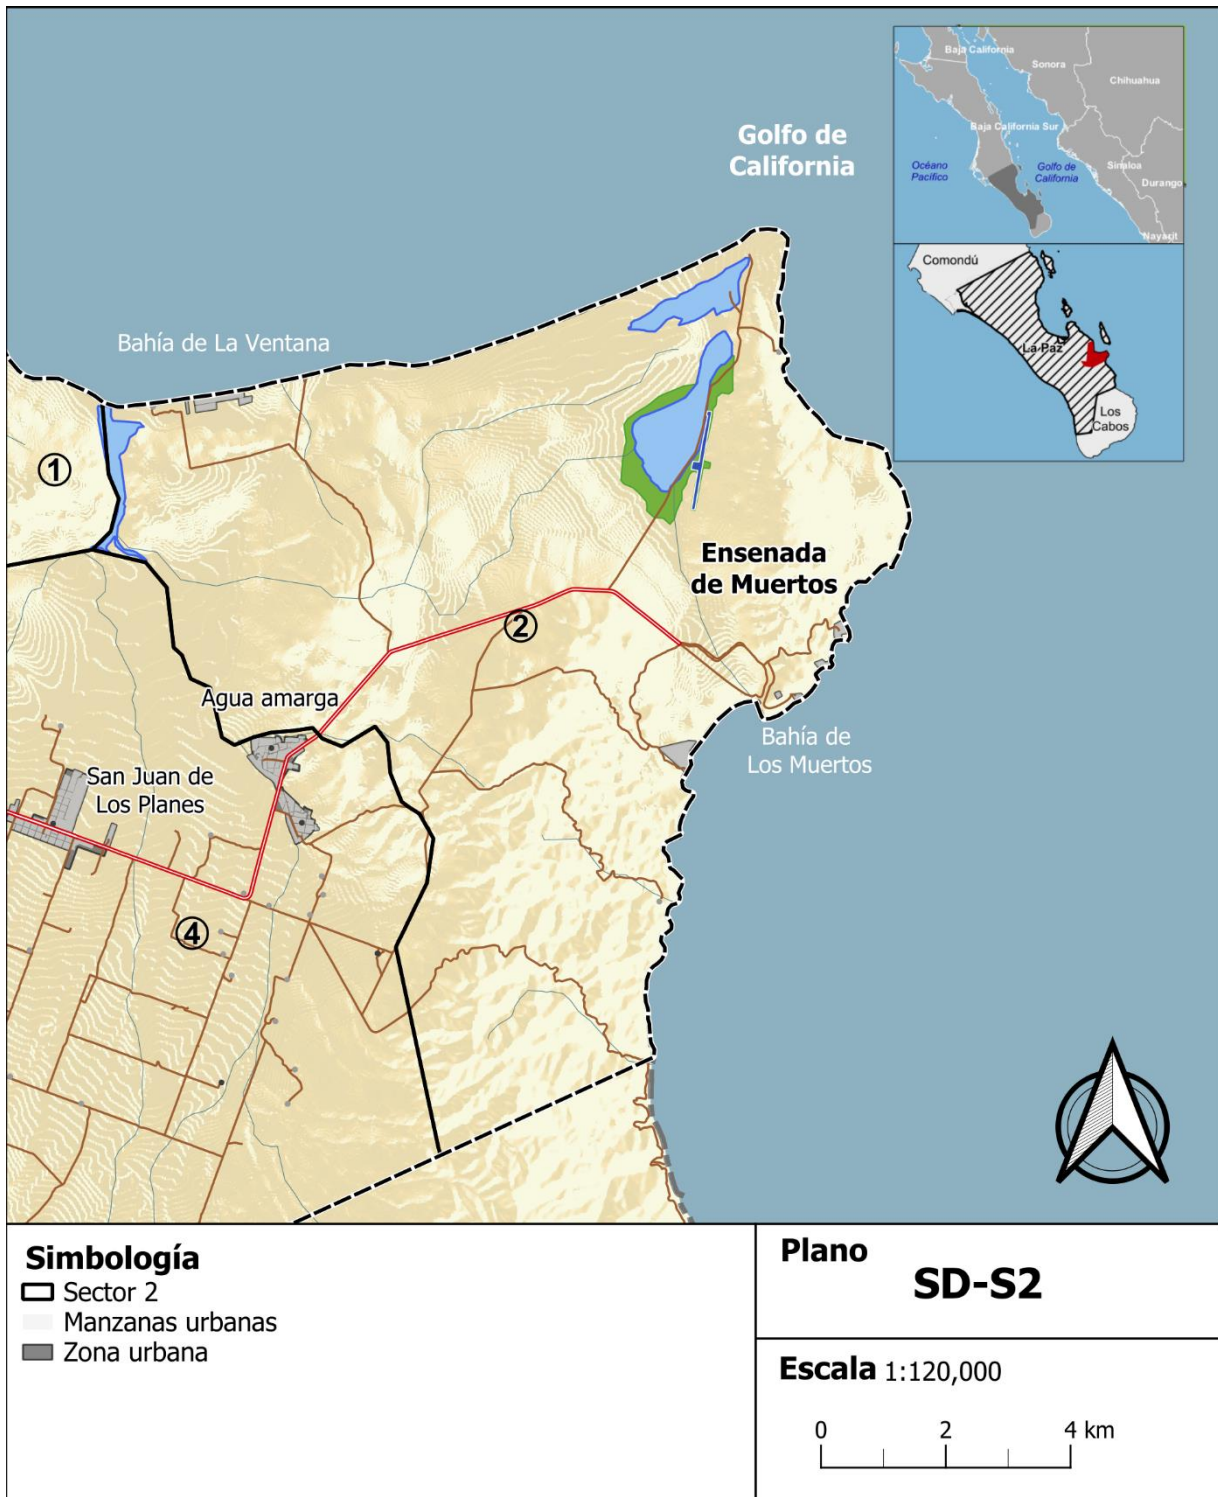 Baja California
Sonora
Chihuahua
Baja California Sur
Océano
Pacífico
Golfo de
California
Sinaloa
Durango
Nayarit
Comondú
La Paz
Los
Cabos
Golfo de
California
Bahía de La Ventana
1
Ensenada
de Muertos
2
Agua amarga
Bahía de
Los Muertos
San Juan de
Los Planes
4
Simbología
Sector 2
Manzanas urbanas
Zona urbana
Plano
SD-S2
Escala 1:120,000
0 2 4 km